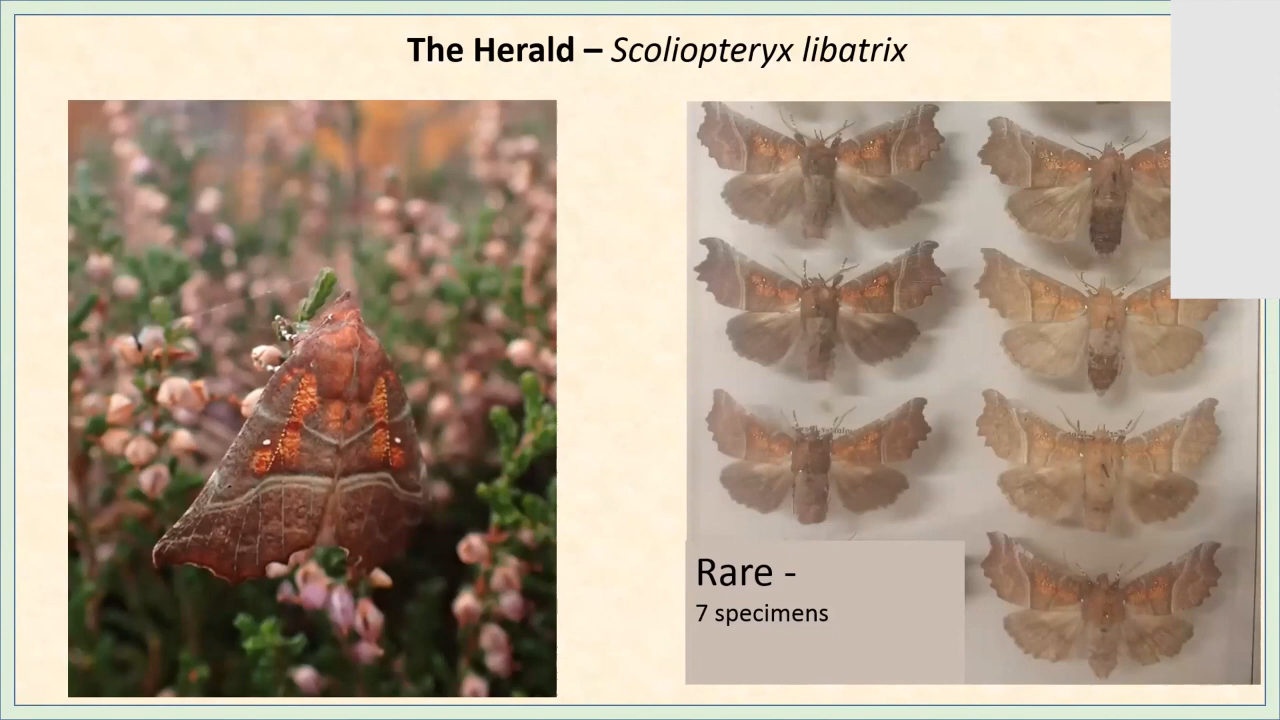 The Herald – Scoliopteryx libatrix
Rare -
7 specimens